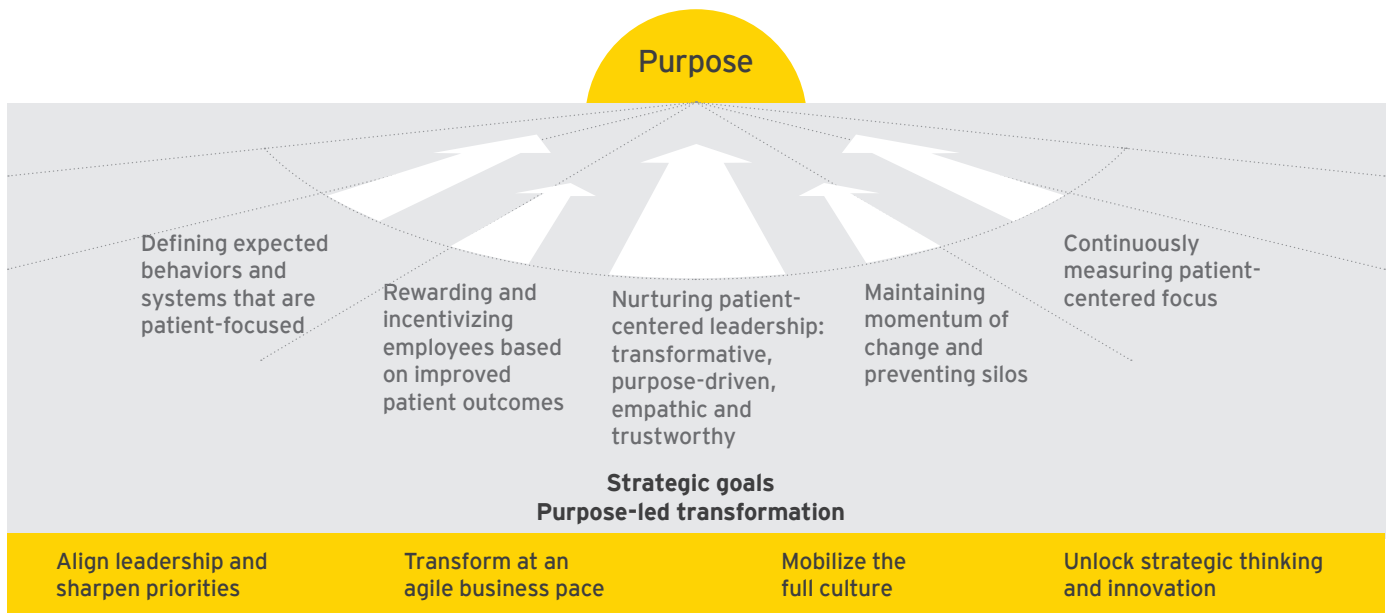 Purpose
Defining expected
behaviors and
systems that are
patient-focused
Rewarding and
incentivizing
employees based
on improved
patient outcomes
Nurturing patient-
centered leadership:
transformative,
purpose-driven,
empathic and
trustworthy
Maintaining
momentum of
change and
preventing silos
Continuously
measuring patient-
centered focus
Strategic goals
Purpose-led transformation
Align leadership and
sharpen priorities
Transform at an
agile business pace
Mobilize the
full culture
Unlock strategic thinking
and innovation